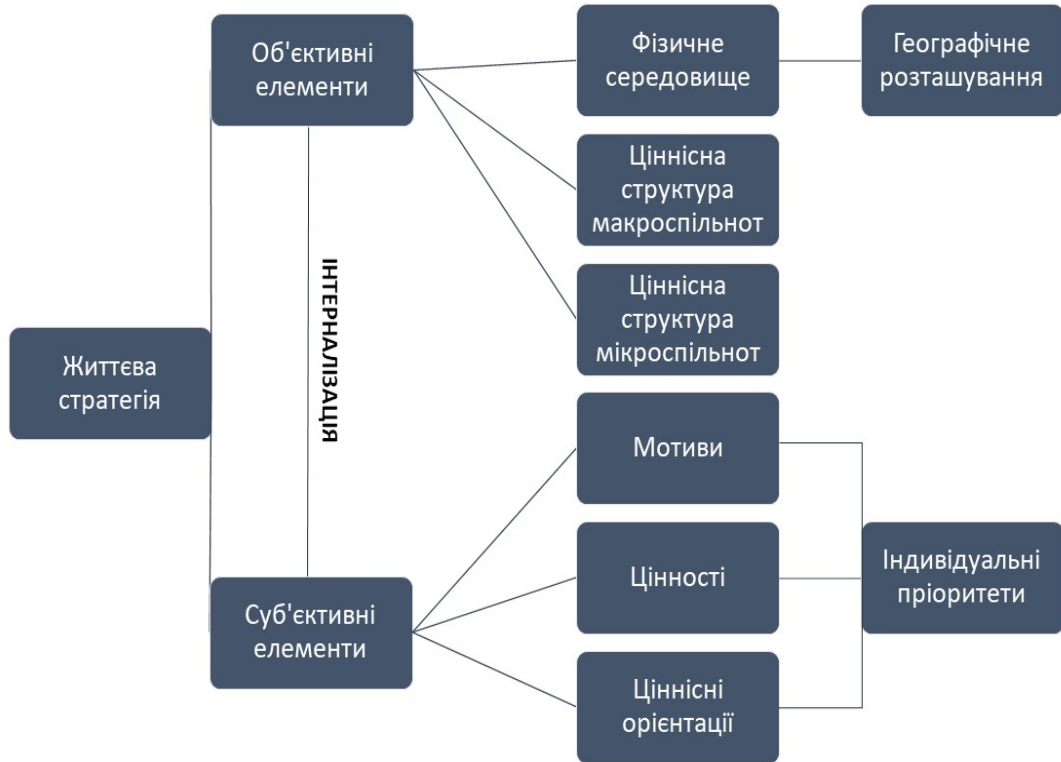 Об'єктивні
елементи
Фізичне
середовище
Географічне
розташування
Ціннісна
структура
макроспільнот
Ціннісна
структура
мікроспільнот
ІНТЕРНАЛІЗАЦІЯ
Життєва
стратегія
Мотиви
Цінності
Індивідуальні
пріоритети
Суб'єктивні
елементи
Ціннісні
орієнтації